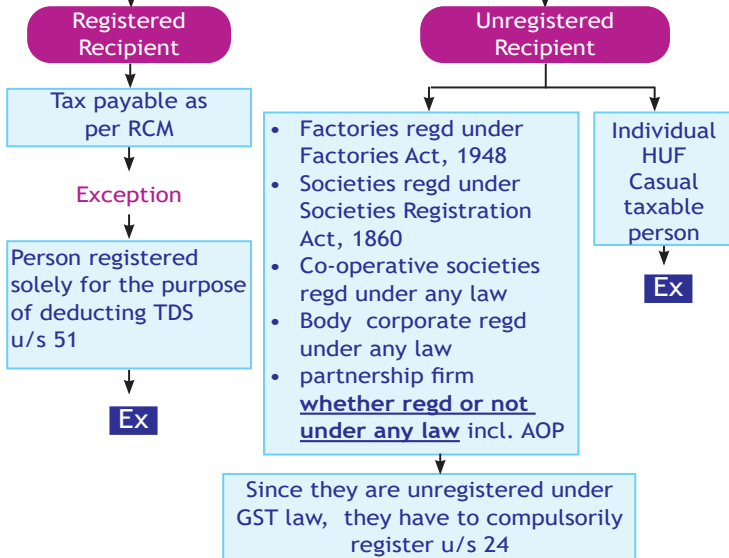 Registered
Recipient
Tax payable as
per RCM
Exception
Person registered
solely for the purpose
of deducting TDS
u/s 51
Ex
Unregistered
Recipient
• Factories regd under
Factories Act, 1948
• Societies regd under
Societies Registration
Act, 1860
• Co-operative societies
regd under any law
• Body corporate regd
under any law
• partnership firm
whether regd or not
under any law incl. AOP
Since they are unregistered under
GST law, they have to compulsorily
register u/s 24
Individual
HUF
Casual
taxable
person
Ex